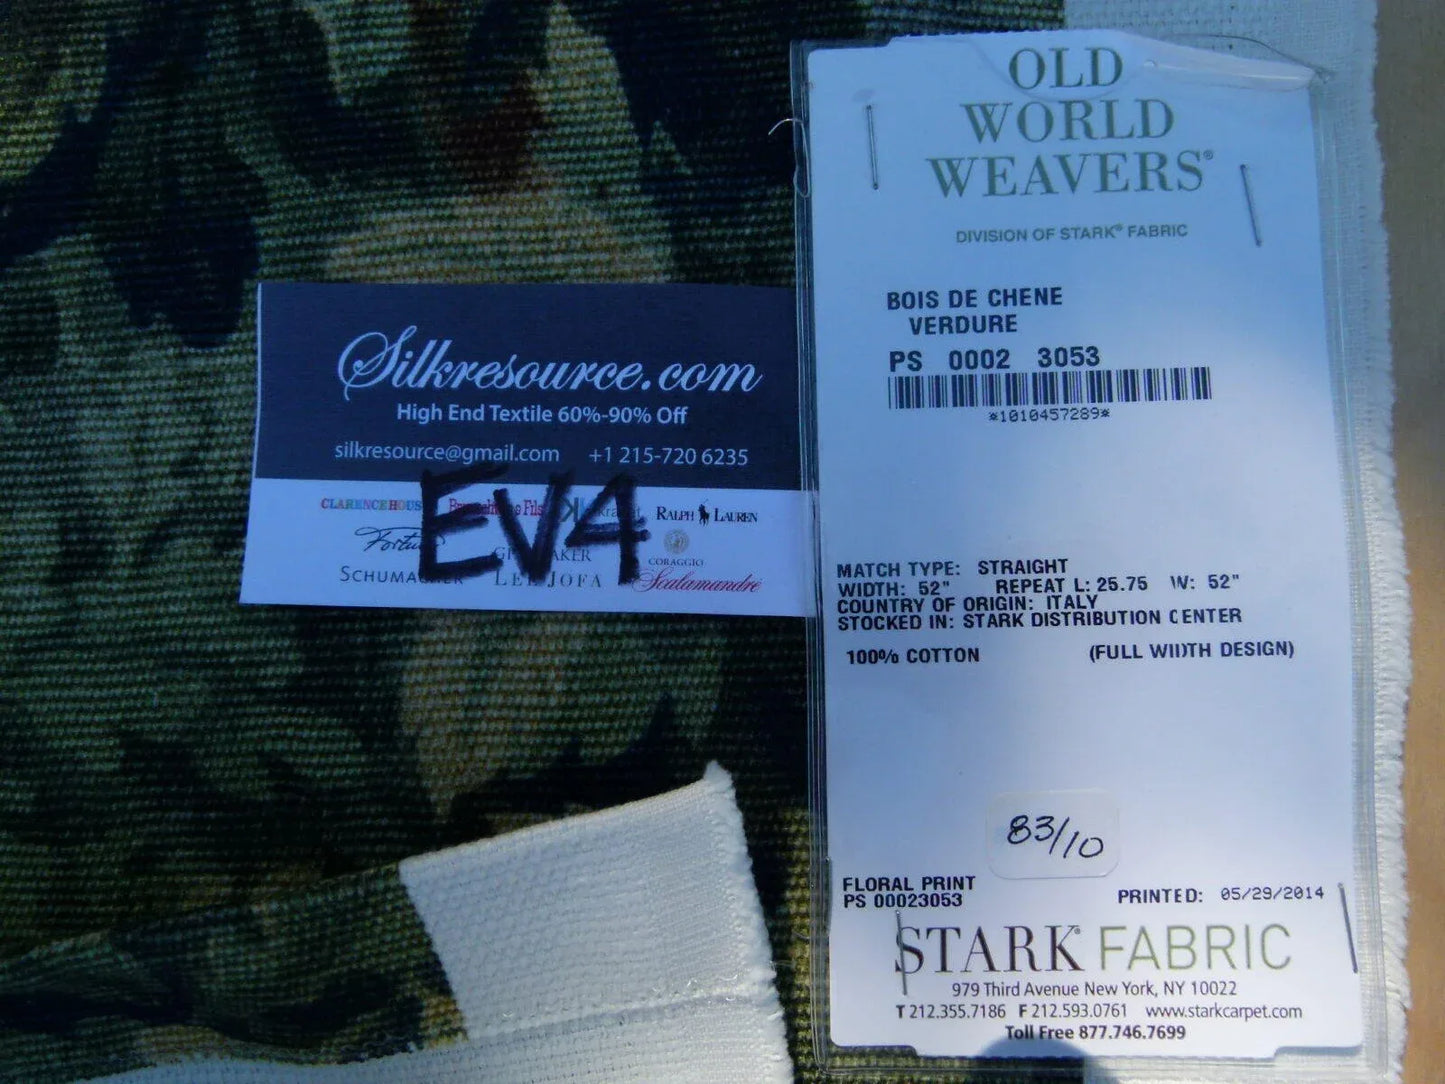 Silkresource.com
High End Textile 60%-90% Off
silkresource@gmail.com +1 215-720 6235
CLARENCE HOUS
RALPH LAUREN
EV4
CORAGGIO
SCHUMACHER LEE JOFA Scalamandré
OLD
WORLD
WEAVERS®
DIVISION OF STARK® FABRIC
BOIS DE CHENE
VERDURE
PS 0002 3053
*1010457289*
MATCH TYPE: STRAIGHT
WIDTH: 52" REPEAT L: 25.75 W: 52"
COUNTRY OF ORIGIN: ITALY
STOCKED IN: STARK DISTRIBUTION CENTER
100% COTTON (FULL WIDTH DESIGN)
83/10
FLORAL PRINT
PS 00023053 PRINTED: 05/29/2014
STARK® FABRIC
979 Third Avenue New York, NY 10022
T 212.355.7186 F 212.593.0761 www.starkcarpet.com
Toll Free 877.746.7699